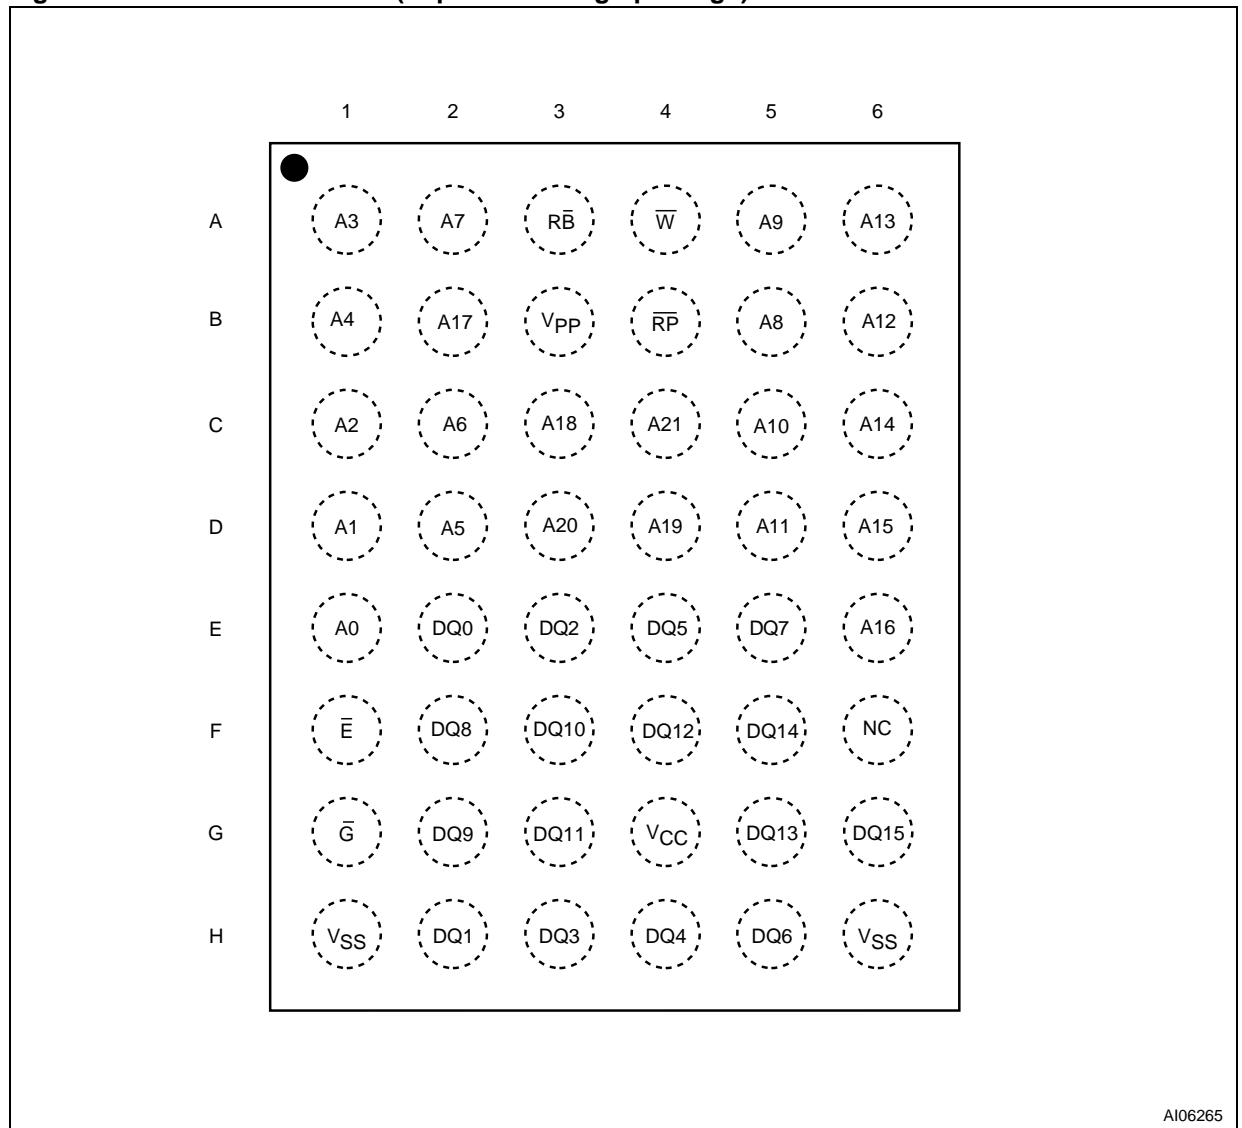 1 2 3 4 5 6
A A3 A7 RB̅ W̅ A9 A13
B A4 A17 VPP R̅P̅ A8 A12
C A2 A6 A18 A21 A10 A14
D A1 A5 A20 A19 A11 A15
E A0 DQ0 DQ2 DQ5 DQ7 A16
F E̅ DQ8 DQ10 DQ12 DQ14 NC
G G̅ DQ9 DQ11 VCC DQ13 DQ15
H VSS DQ1 DQ3 DQ4 DQ6 VSS
AI06265